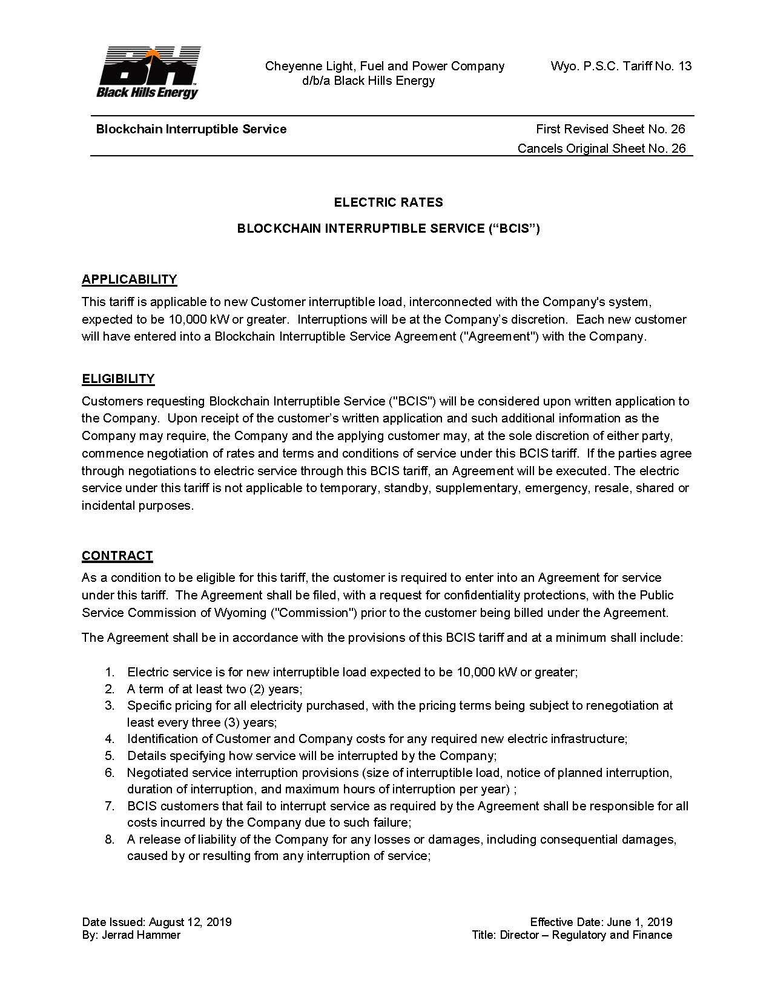 BH
Black Hills Energy
Cheyenne Light, Fuel and Power Company
d/b/a Black Hills Energy
Wyo. P.S.C. Tariff No. 13
Blockchain Interruptible Service
First Revised Sheet No. 26
Cancels Original Sheet No. 26
ELECTRIC RATES
BLOCKCHAIN INTERRUPTIBLE SERVICE (“BCIS”)
APPLICABILITY
This tariff is applicable to new Customer interruptible load, interconnected with the Company's system,
expected to be 10,000 kW or greater.  Interruptions will be at the Company’s discretion.  Each new customer
will have entered into a Blockchain Interruptible Service Agreement ("Agreement") with the Company.
ELIGIBILITY
Customers requesting Blockchain Interruptible Service ("BCIS") will be considered upon written application to
the Company.  Upon receipt of the customer’s written application and such additional information as the
Company may require, the Company and the applying customer may, at the sole discretion of either party,
commence negotiation of rates and terms and conditions of service under this BCIS tariff.  If the parties agree
through negotiations to electric service through this BCIS tariff, an Agreement will be executed. The electric
service under this tariff is not applicable to temporary, standby, supplementary, emergency, resale, shared or
incidental purposes.
CONTRACT
As a condition to be eligible for this tariff, the customer is required to enter into an Agreement for service
under this tariff.  The Agreement shall be filed, with a request for confidentiality protections, with the Public
Service Commission of Wyoming ("Commission") prior to the customer being billed under the Agreement.
The Agreement shall be in accordance with the provisions of this BCIS tariff and at a minimum shall include:
1. Electric service is for new interruptible load expected to be 10,000 kW or greater;
2. A term of at least two (2) years;
3. Specific pricing for all electricity purchased, with the pricing terms being subject to renegotiation at
least every three (3) years;
4. Identification of Customer and Company costs for any required new electric infrastructure;
5. Details specifying how service will be interrupted by the Company;
6. Negotiated service interruption provisions (size of interruptible load, notice of planned interruption,
duration of interruption, and maximum hours of interruption per year) ;
7. BCIS customers that fail to interrupt service as required by the Agreement shall be responsible for all
costs incurred by the Company due to such failure;
8. A release of liability of the Company for any losses or damages, including consequential damages,
caused by or resulting from any interruption of service;
Date Issued: August 12, 2019
Effective Date: June 1, 2019
By: Jerrad Hammer
Title: Director – Regulatory and Finance